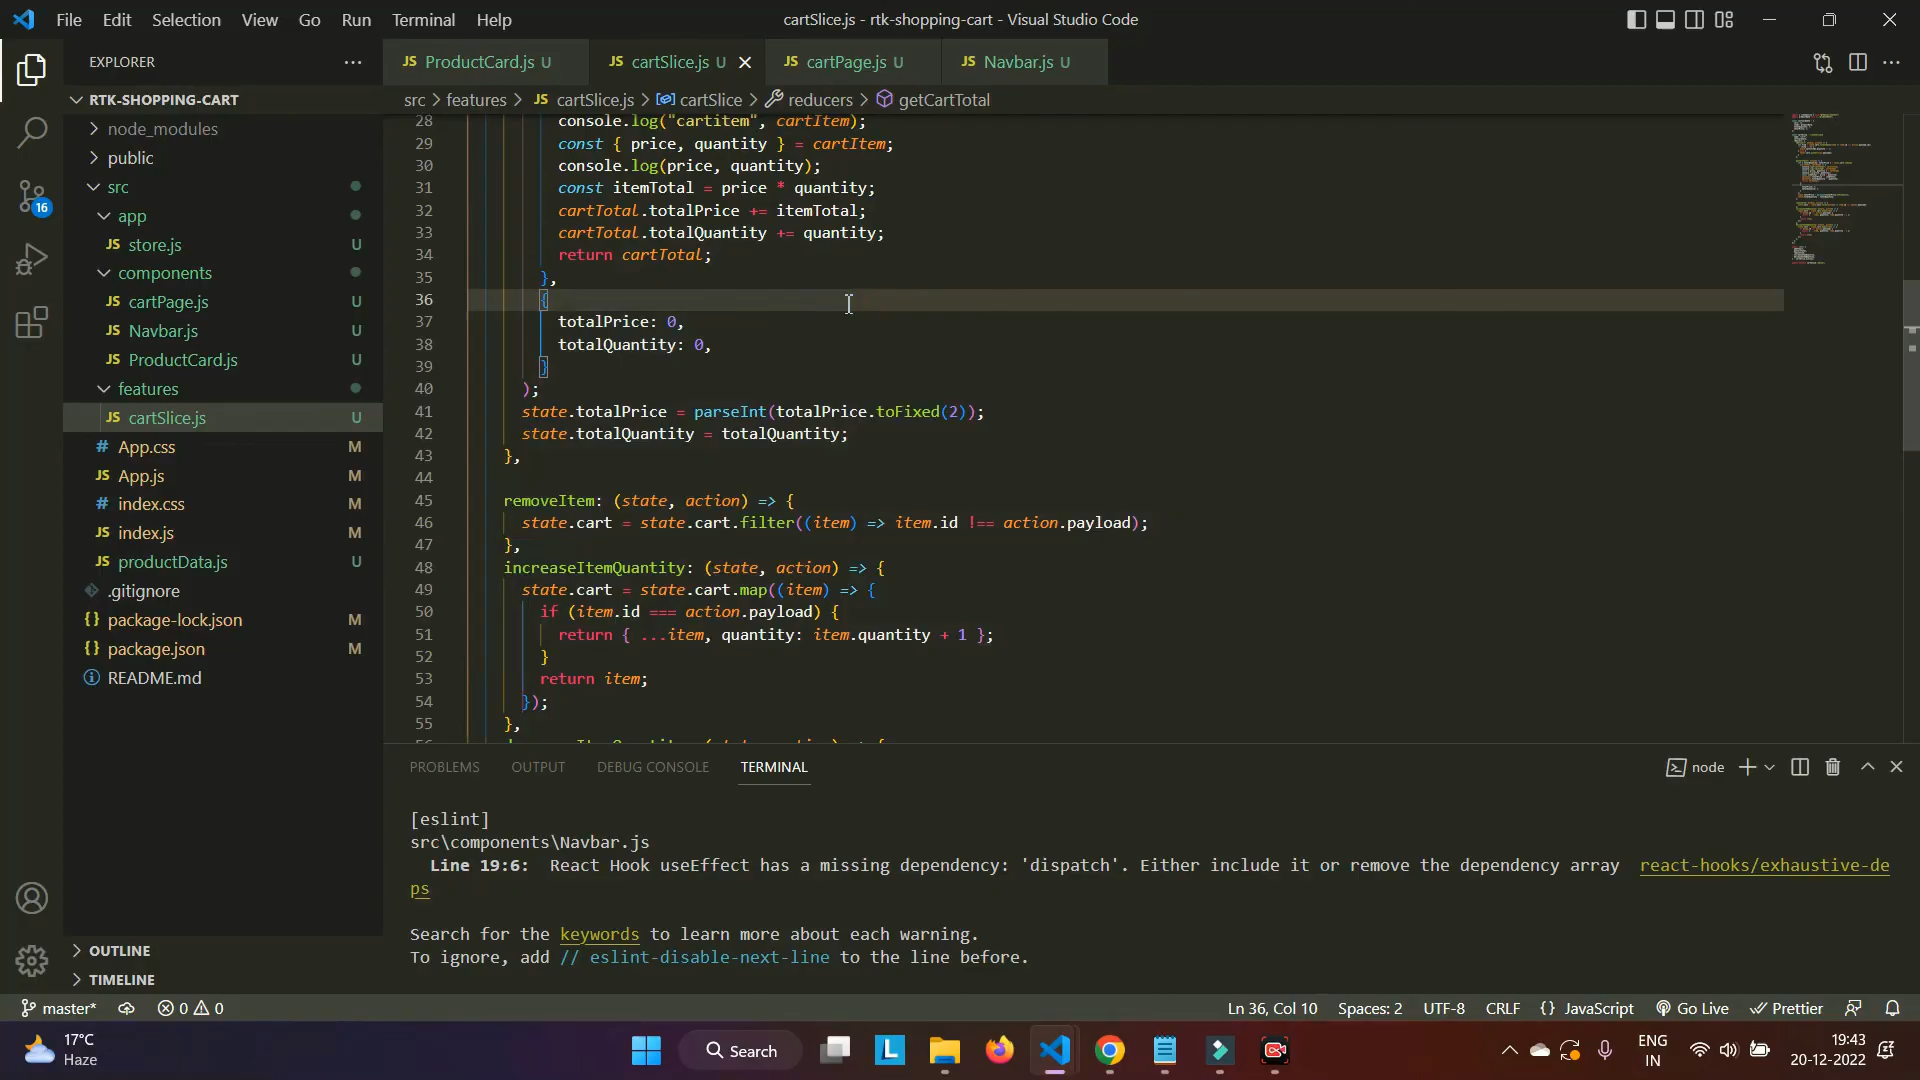 File Edit Selection View Go Run Terminal Help
cartSlice.js - rtk-shopping-cart - Visual Studio Code
EXPLORER
JS ProductCard.js U
JS cartSlice.js U
JS cartPage.js U
JS Navbar.js U
RTK-SHOPPING-CART
src > features > JS cartSlice.js > cartSlice > reducers > getCartTotal
node_modules
public
src
app
JS store.js U
components
JS cartPage.js U
JS Navbar.js U
JS ProductCard.js U
features
JS cartSlice.js U
# App.css M
JS App.js M
# index.css M
JS index.js M
JS productData.js U
.gitignore
{} package-lock.json M
{} package.json M
README.md
OUTLINE
TIMELINE
16
28 console.log("cartitem", cartItem);
29 const { price, quantity } = cartItem;
30 console.log(price, quantity);
31 const itemTotal = price * quantity;
32 cartTotal.totalPrice += itemTotal;
33 cartTotal.totalQuantity += quantity;
34 return cartTotal;
35 },
36 {
37 totalPrice: 0,
38 totalQuantity: 0,
39 }
40 );
41 state.totalPrice = parseInt(totalPrice.toFixed(2));
42 state.totalQuantity = totalQuantity;
43 },
44
45 removeItem: (state, action) => {
46 state.cart = state.cart.filter((item) => item.id !== action.payload);
47 },
48 increaseItemQuantity: (state, action) => {
49 state.cart = state.cart.map((item) => {
50 if (item.id === action.payload) {
51 return { ...item, quantity: item.quantity + 1 };
52 }
53 return item;
54 });
55 },
PROBLEMS OUTPUT DEBUG CONSOLE TERMINAL
node
[eslint]
src\components\Navbar.js
Line 19:6: React Hook useEffect has a missing dependency: 'dispatch'. Either include it or remove the dependency array react-hooks/exhaustive-de
ps
Search for the keywords to learn more about each warning.
To ignore, add // eslint-disable-next-line to the line before.
master* 0 0
Ln 36, Col 10 Spaces: 2 UTF-8 CRLF {} JavaScript Go Live Prettier
17°C
Haze
Search
L
ENG
IN
19:43
20-12-2022